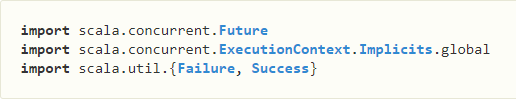 import scala.concurrent.Future
import scala.concurrent.ExecutionContext.Implicits.global
import scala.util.{Failure, Success}